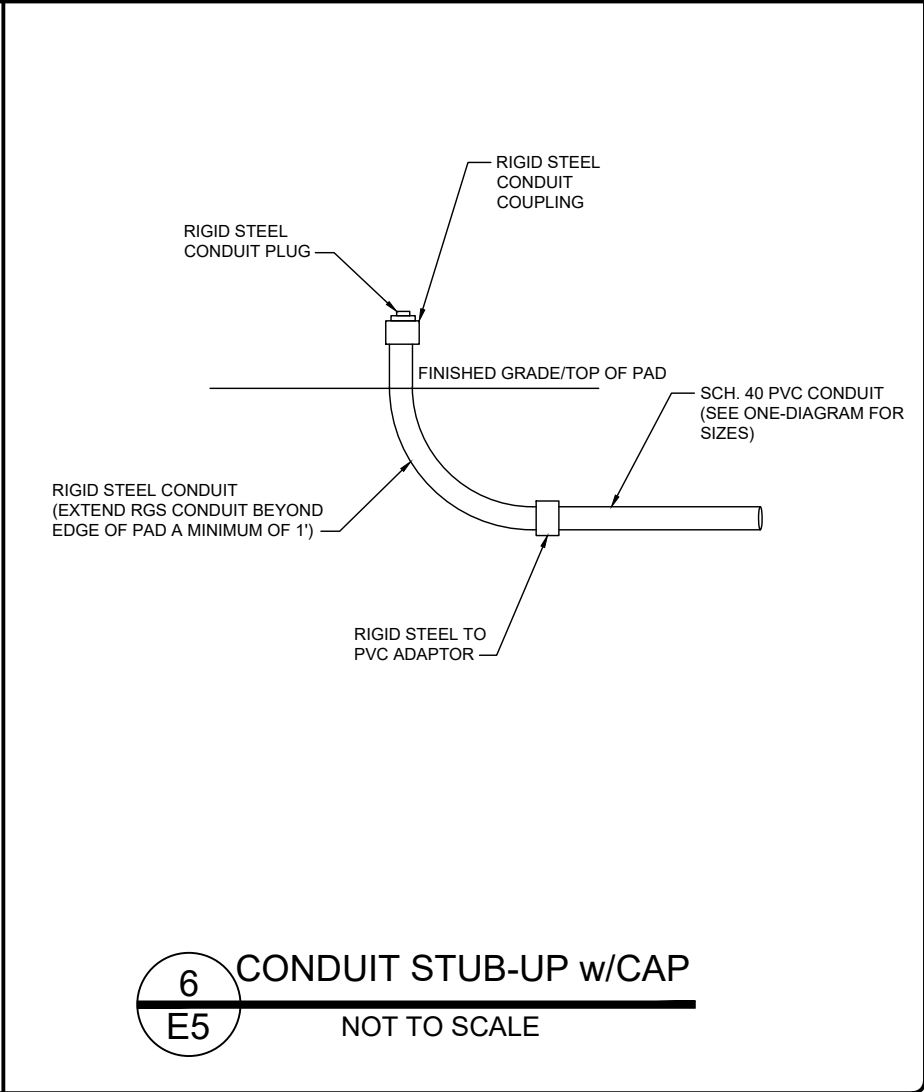 RIGID STEEL
CONDUIT
COUPLING
RIGID STEEL
CONDUIT PLUG
FINISHED GRADE/TOP OF PAD
SCH. 40 PVC CONDUIT
(SEE ONE-DIAGRAM FOR
SIZES)
RIGID STEEL CONDUIT
(EXTEND RGS CONDUIT BEYOND
EDGE OF PAD A MINIMUM OF 1')
RIGID STEEL TO
PVC ADAPTOR
6
CONDUIT STUB-UP w/CAP
E5
NOT TO SCALE